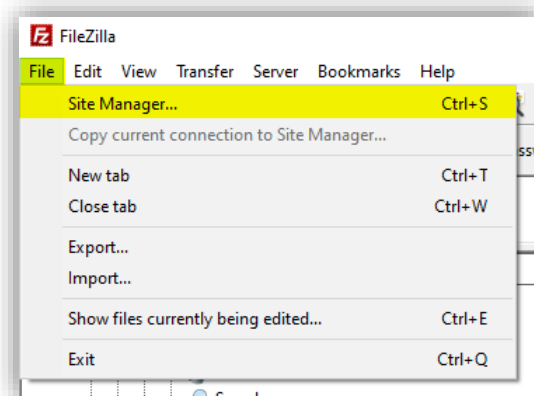 FileZilla
File Edit View Transfer Server Bookmarks Help
Site Manager... Ctrl+S
Copy current connection to Site Manager...
New tab Ctrl+T
Close tab Ctrl+W
Export...
Import...
Show files currently being edited... Ctrl+E
Exit Ctrl+Q